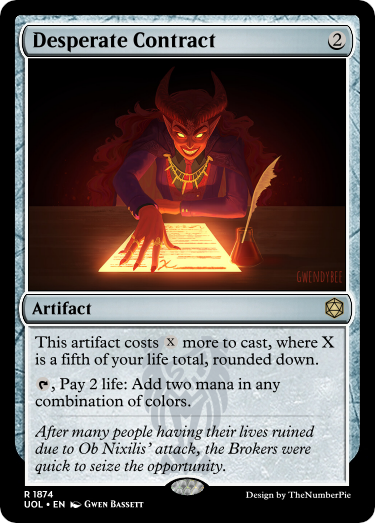 Desperate Contract 2
GWENDYBEE
Artifact
This artifact costs X more to cast, where X
is a fifth of your life total, rounded down.
, Pay 2 life: Add two mana in any
combination of colors.
After many people having their lives ruined
due to Ob Nixilis' attack, the Brokers were
quick to seize the opportunity.
R 1874
UOL • EN Gwen Bassett
Design by TheNumberPie